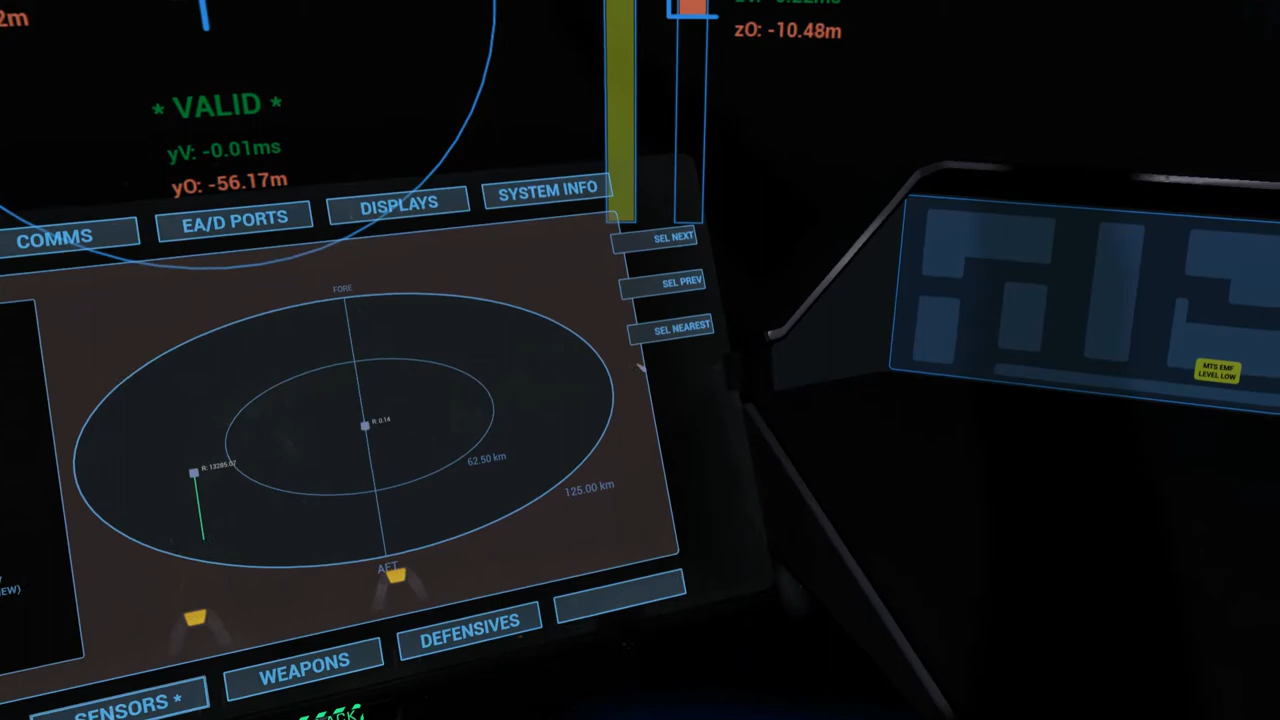 2m
zO: -10.48m
* VALID *
yV: -0.01ms
yO: -56.17m
COMMS
EA/D PORTS
DISPLAYS
SYSTEM INFO
SEL NEXT
SEL PREV
SEL NEAREST
FORE
R: 0.14
R: 13285.07
62.50 km
125.00 km
AFT
MTS EMF
LEVEL LOW
SENSORS *
WEAPONS
DEFENSIVES